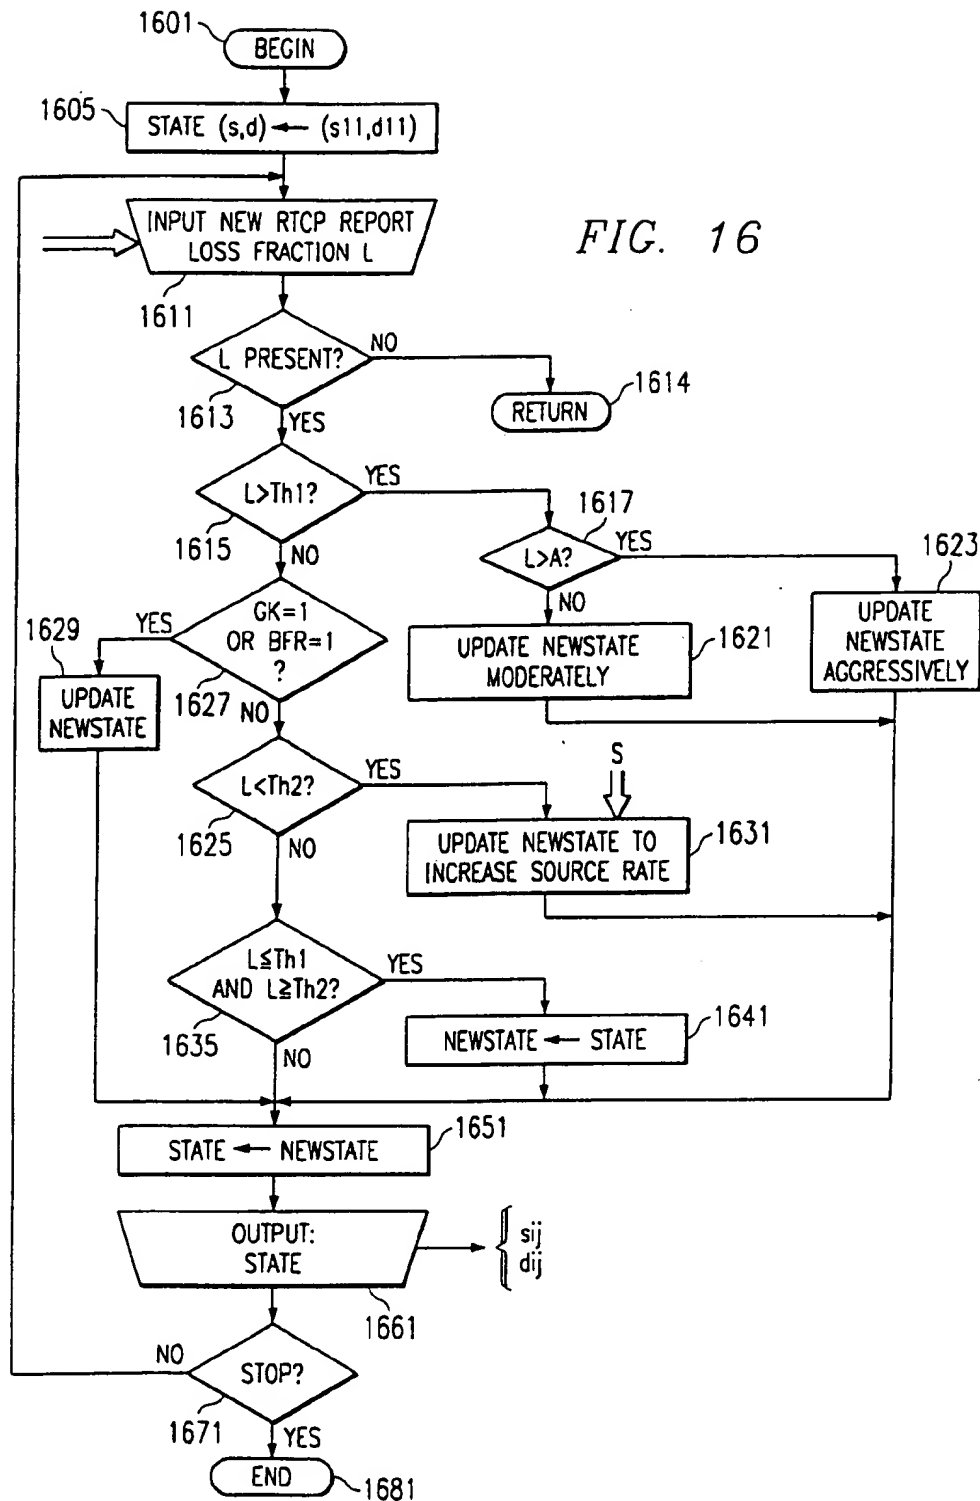 1601
BEGIN
1605
STATE (s,d) ← (s11,d11)
INPUT NEW RTCP REPORT
LOSS FRACTION L
FIG. 16
1611
L PRESENT?
NO
1613
1614
RETURN
YES
L>Th1?
YES
1615
NO
1617
L>A?
YES
1623
NO
UPDATE
NEWSTATE
AGGRESSIVELY
GK=1
OR BFR=1
?
YES
1629
1627
NO
UPDATE
NEWSTATE
UPDATE NEWSTATE
MODERATELY
1621
L<Th2?
YES
1625
NO
S
UPDATE NEWSTATE TO
INCREASE SOURCE RATE
1631
L≦Th1
AND L≧Th2?
YES
1635
NO
NEWSTATE ← STATE
1641
STATE ← NEWSTATE
1651
OUTPUT:
STATE
sij
dij
1661
NO
STOP?
1671
YES
END
1681